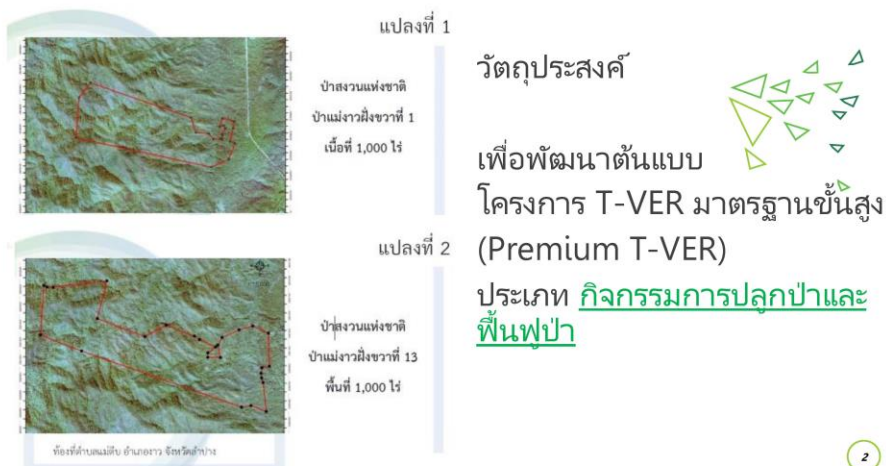 แปลงที่ 1
ป่าสงวนแห่งชาติ
ป่าแม่งาวฝั่งขวาที่ 1
เนื้อที่ 1,000 ไร่
แปลงที่ 2
ป่าสงวนแห่งชาติ
ป่าแม่งาวฝั่งขวาที่ 13
พื้นที่ 1,000 ไร่
ท้องที่ตำบลแม่ตีบ อำเภองาว จังหวัดลำปาง
วัตถุประสงค์
เพื่อพัฒนาต้นแบบ
โครงการ T-VER มาตรฐานขั้นสูง
(Premium T-VER)
ประเภท กิจกรรมการปลูกป่าและ
ฟื้นฟูป่า
2